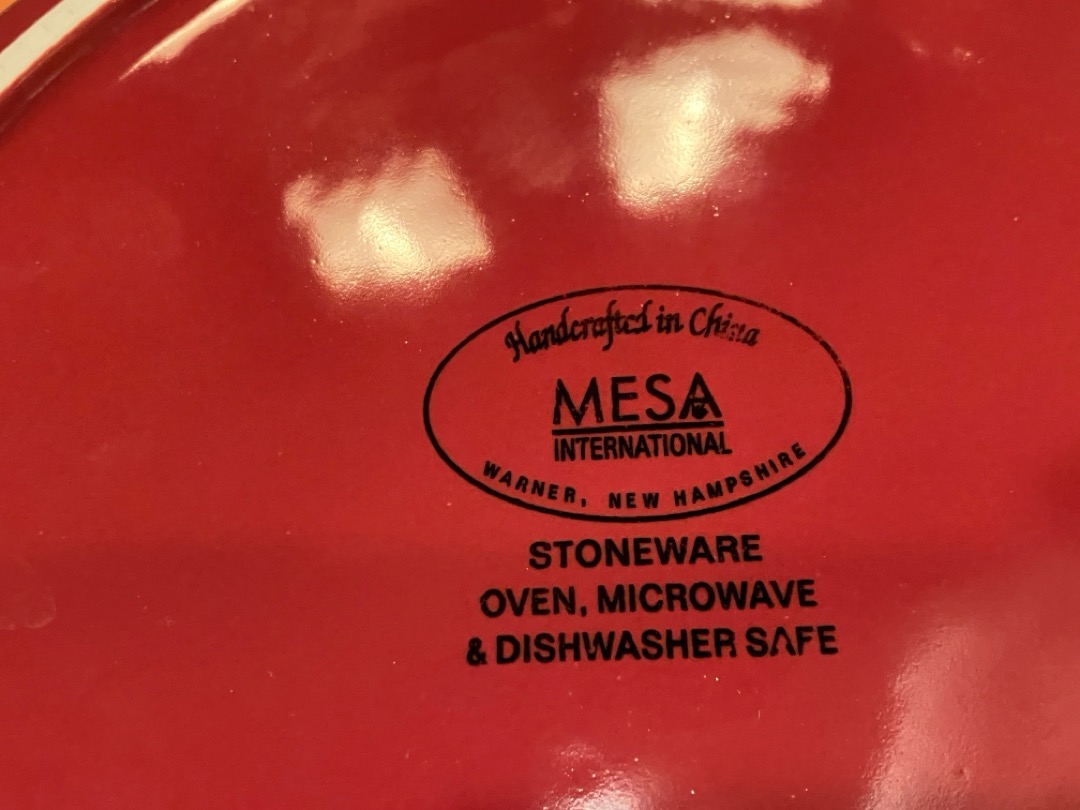 Handcrafted in China
MESA
INTERNATIONAL
WARNER, NEW HAMPSHIRE
STONEWARE
OVEN, MICROWAVE
& DISHWASHER SAFE